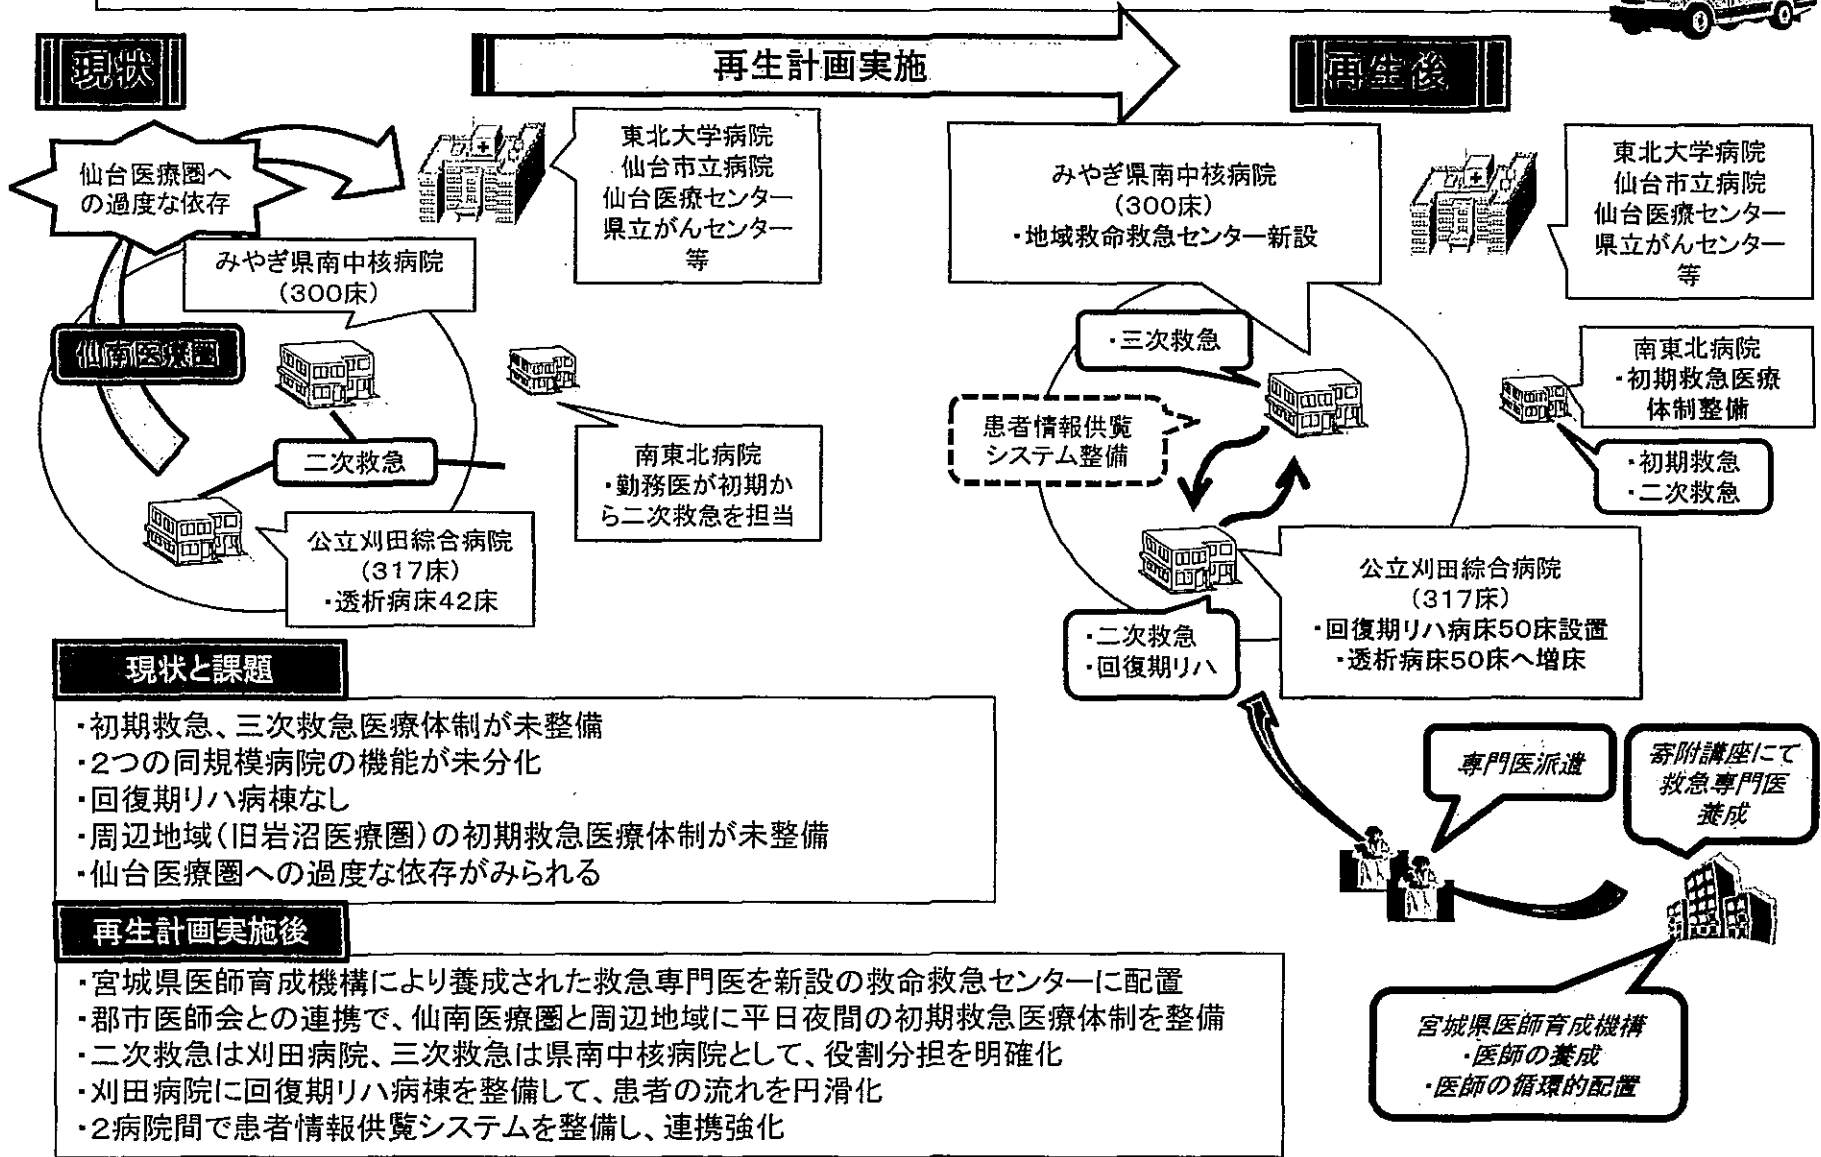 現状
再生計画実施
再生後
仙台医療圏へ
の過度な依存
東北大学病院
仙台市立病院
仙台医療センター
県立がんセンター
等
みやぎ県南中核病院
(300床)
仙南医療圏
二次救急
南東北病院
・勤務医が初期か
ら二次救急を担当
公立刈田綜合病院
(317床)
・透析病床42床
みやぎ県南中核病院
(300床)
・地域救命救急センター新設
東北大学病院
仙台市立病院
仙台医療センター
県立がんセンター
等
・三次救急
患者情報供覧
システム整備
南東北病院
・初期救急医療
体制整備
・初期救急
・二次救急
公立刈田綜合病院
(317床)
・回復期リハ病床50床設置
・透析病床50床へ増床
・二次救急
・回復期リハ
専門医派遣
寄附講座にて
救急専門医
養成
宮城県医師育成機構
・医師の養成
・医師の循環的配置
現状と課題
・初期救急、三次救急医療体制が未整備
・2つの同規模病院の機能が未分化
・回復期リハ病棟なし
・周辺地域(旧岩沼医療圏)の初期救急医療体制が未整備
・仙台医療圏への過度な依存がみられる
再生計画実施後
・宮城県医師育成機構により養成された救急専門医を新設の救命救急センターに配置
・郡市医師会との連携で、仙南医療圏と周辺地域に平日夜間の初期救急医療体制を整備
・二次救急は刈田病院、三次救急は県南中核病院として、役割分担を明確化
・刈田病院に回復期リハ病棟を整備して、患者の流れを円滑化
・2病院間で患者情報供覧システムを整備し、連携強化